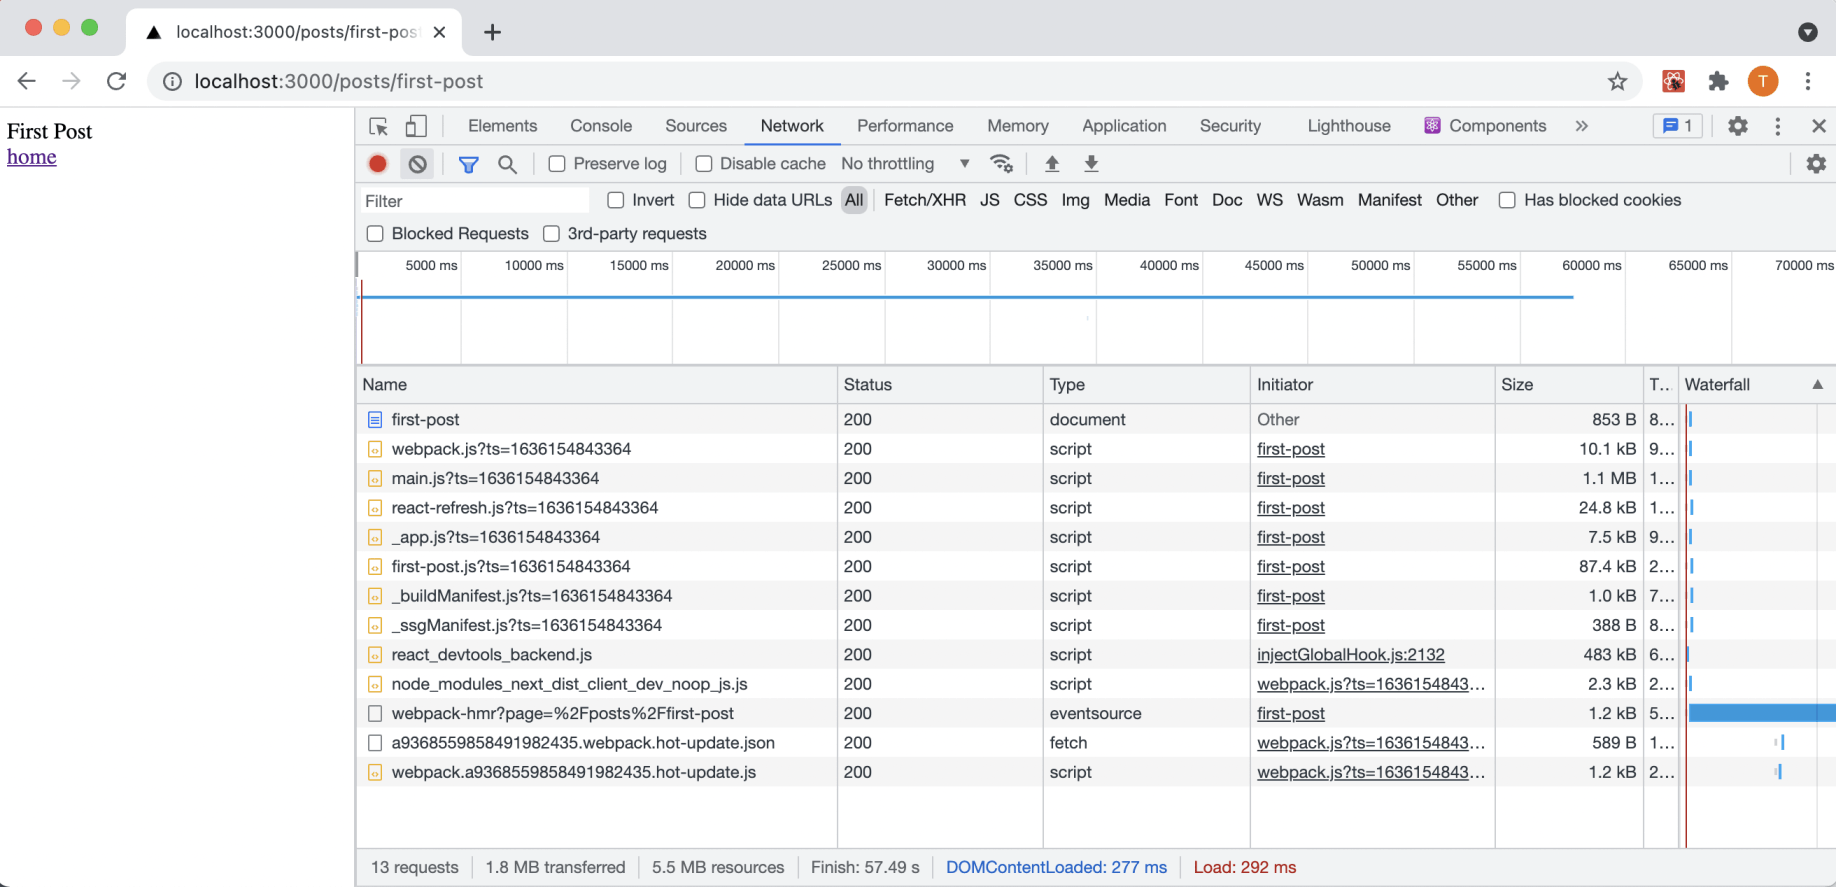 localhost:3000/posts/first-pos
localhost:3000/posts/first-post
T
First Post
home
Elements Console Sources Network Performance Memory Application Security Lighthouse Components 1
Preserve log Disable cache No throttling
Filter Invert Hide data URLs All Fetch/XHR JS CSS Img Media Font Doc WS Wasm Manifest Other Has blocked cookies
Blocked Requests 3rd-party requests
5000 ms 10000 ms 15000 ms 20000 ms 25000 ms 30000 ms 35000 ms 40000 ms 45000 ms 50000 ms 55000 ms 60000 ms 65000 ms 70000 ms
Name Status Type Initiator Size T... Waterfall
first-post 200 document Other 853 B 8...
webpack.js?ts=1636154843364 200 script first-post 10.1 kB 9...
main.js?ts=1636154843364 200 script first-post 1.1 MB 1...
react-refresh.js?ts=1636154843364 200 script first-post 24.8 kB 1...
_app.js?ts=1636154843364 200 script first-post 7.5 kB 9...
first-post.js?ts=1636154843364 200 script first-post 87.4 kB 2...
_buildManifest.js?ts=1636154843364 200 script first-post 1.0 kB 7...
_ssgManifest.js?ts=1636154843364 200 script first-post 388 B 8...
react_devtools_backend.js 200 script injectGlobalHook.js:2132 483 kB 6...
node_modules_next_dist_client_dev_noop_js.js 200 script webpack.js?ts=1636154843... 2.3 kB 2...
webpack-hmr?page=%2Fposts%2Ffirst-post 200 eventsource first-post 1.2 kB 5...
a9368559858491982435.webpack.hot-update.json 200 fetch webpack.js?ts=1636154843... 589 B 1...
webpack.a9368559858491982435.hot-update.js 200 script webpack.js?ts=1636154843... 1.2 kB 2...
13 requests 1.8 MB transferred 5.5 MB resources Finish: 57.49 s DOMContentLoaded: 277 ms Load: 292 ms